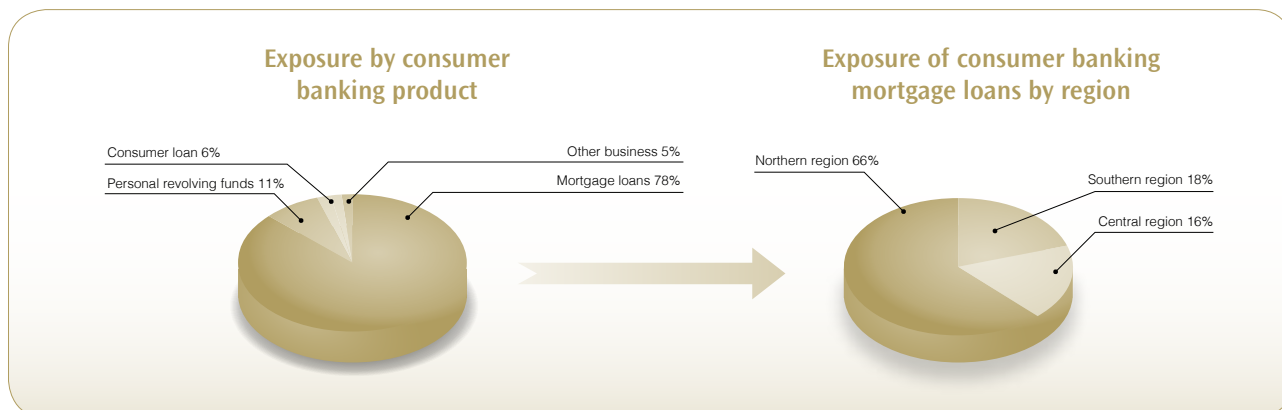 Exposure by consumer
banking product
Consumer loan 6%
Personal revolving funds 11%
Other business 5%
Mortgage loans 78%
Exposure of consumer banking
mortgage loans by region
Northern region 66%
Southern region 18%
Central region 16%